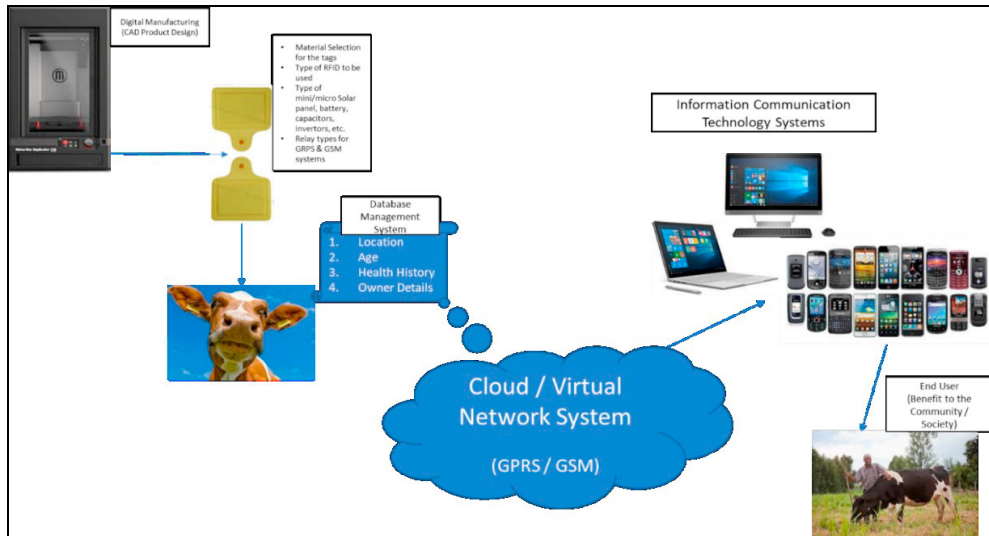 Digital Manufacturing
(CAD Product Design)
• Material Selection
for the tags
• Type of RFID to be
used
• Type of
mini/micro Solar
panel, battery,
capacitors,
invertors, etc.
• Relay types for
GRPS & GSM
systems
Database
Management
System
1. Location
2. Age
3. Health History
4. Owner Details
Cloud / Virtual
Network System
(GPRS / GSM)
Information Communication
Technology Systems
End User
(Benefit to the
Community /
Society)